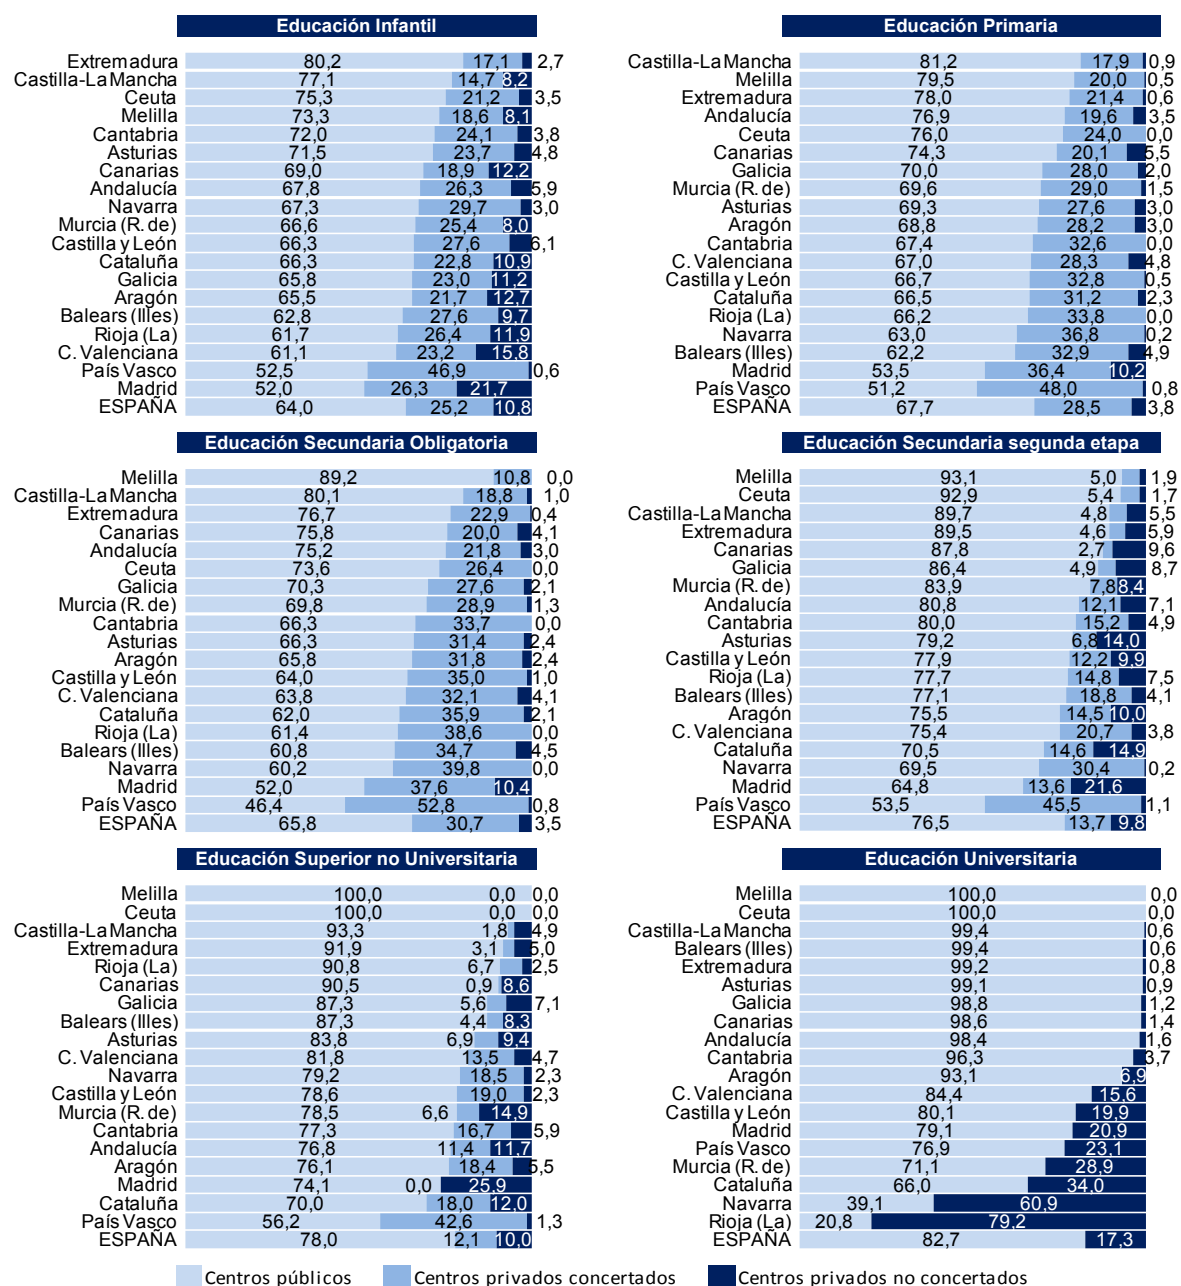 Educación Infantil
Extremadura 80,2 17,1 2,7
Castilla-La Mancha 77,1 14,7 8,2
Ceuta 75,3 21,2 3,5
Melilla 73,3 18,6 8,1
Cantabria 72,0 24,1 3,8
Asturias 71,5 23,7 4,8
Canarias 69,0 18,9 12,2
Andalucía 67,8 26,3 5,9
Navarra 67,3 29,7 3,0
Murcia (R. de) 66,6 25,4 8,0
Castilla y León 66,3 27,6 6,1
Cataluña 66,3 22,8 10,9
Galicia 65,8 23,0 11,2
Aragón 65,5 21,7 12,7
Balears (Illes) 62,8 27,6 9,7
Rioja (La) 61,7 26,4 11,9
C. Valenciana 61,1 23,2 15,8
País Vasco 52,5 46,9 0,6
Madrid 52,0 26,3 21,7
ESPAÑA 64,0 25,2 10,8
Educación Primaria
Castilla-La Mancha 81,2 17,9 0,9
Melilla 79,5 20,0 0,5
Extremadura 78,0 21,4 0,6
Andalucía 76,9 19,6 3,5
Ceuta 76,0 24,0 0,0
Canarias 74,3 20,1 5,5
Galicia 70,0 28,0 2,0
Murcia (R. de) 69,6 29,0 1,5
Asturias 69,3 27,6 3,0
Aragón 68,8 28,2 3,0
Cantabria 67,4 32,6 0,0
C. Valenciana 67,0 28,3 4,8
Castilla y León 66,7 32,8 0,5
Cataluña 66,5 31,2 2,3
Rioja (La) 66,2 33,8 0,0
Navarra 63,0 36,8 0,2
Balears (Illes) 62,2 32,9 4,9
Madrid 53,5 36,4 10,2
País Vasco 51,2 48,0 0,8
ESPAÑA 67,7 28,5 3,8
Educación Secundaria Obligatoria
Melilla 89,2 10,8 0,0
Castilla-La Mancha 80,1 18,8 1,0
Extremadura 76,7 22,9 0,4
Canarias 75,8 20,0 4,1
Andalucía 75,2 21,8 3,0
Ceuta 73,6 26,4 0,0
Galicia 70,3 27,6 2,1
Murcia (R. de) 69,8 28,9 1,3
Cantabria 66,3 33,7 0,0
Asturias 66,3 31,4 2,4
Aragón 65,8 31,8 2,4
Castilla y León 64,0 35,0 1,0
C. Valenciana 63,8 32,1 4,1
Cataluña 62,0 35,9 2,1
Rioja (La) 61,4 38,6 0,0
Balears (Illes) 60,8 34,7 4,5
Navarra 60,2 39,8 0,0
Madrid 52,0 37,6 10,4
País Vasco 46,4 52,8 0,8
ESPAÑA 65,8 30,7 3,5
Educación Secundaria segunda etapa
Melilla 93,1 5,0 1,9
Ceuta 92,9 5,4 1,7
Castilla-La Mancha 89,7 4,8 5,5
Extremadura 89,5 4,6 5,9
Canarias 87,8 2,7 9,6
Galicia 86,4 4,9 8,7
Murcia (R. de) 83,9 7,8 8,4
Andalucía 80,8 12,1 7,1
Cantabria 80,0 15,2 4,9
Asturias 79,2 6,8 14,0
Castilla y León 77,9 12,2 9,9
Rioja (La) 77,7 14,8 7,5
Balears (Illes) 77,1 18,8 4,1
Aragón 75,5 14,5 10,0
C. Valenciana 75,4 20,7 3,8
Cataluña 70,5 14,6 14,9
Navarra 69,5 30,4 0,2
Madrid 64,8 13,6 21,6
País Vasco 53,5 45,5 1,1
ESPAÑA 76,5 13,7 9,8
Educación Superior no Universitaria
Melilla 100,0 0,0 0,0
Ceuta 100,0 0,0 0,0
Castilla-La Mancha 93,3 1,8 4,9
Extremadura 91,9 3,1 5,0
Rioja (La) 90,8 6,7 2,5
Canarias 90,5 0,9 8,6
Galicia 87,3 5,6 7,1
Balears (Illes) 87,3 4,4 8,3
Asturias 83,8 6,9 9,4
C. Valenciana 81,8 13,5 4,7
Navarra 79,2 18,5 2,3
Castilla y León 78,6 19,0 2,3
Murcia (R. de) 78,5 6,6 14,9
Cantabria 77,3 16,7 5,9
Andalucía 76,8 11,4 11,7
Aragón 76,1 18,4 5,5
Madrid 74,1 0,0 25,9
Cataluña 70,0 18,0 12,0
País Vasco 56,2 42,6 1,3
ESPAÑA 78,0 12,1 10,0
Educación Universitaria
Melilla 100,0 0,0
Ceuta 100,0 0,0
Castilla-La Mancha 99,4 0,6
Balears (Illes) 99,4 0,6
Extremadura 99,2 0,8
Asturias 99,1 0,9
Galicia 98,8 1,2
Canarias 98,6 1,4
Andalucía 98,4 1,6
Cantabria 96,3 3,7
Aragón 93,1 6,9
C. Valenciana 84,4 15,6
Castilla y León 80,1 19,9
Madrid 79,1 20,9
País Vasco 76,9 23,1
Murcia (R. de) 71,1 28,9
Cataluña 66,0 34,0
Navarra 39,1 60,9
Rioja (La) 20,8 79,2
ESPAÑA 82,7 17,3
Centros públicos Centros privados concertados Centros privados no concertados